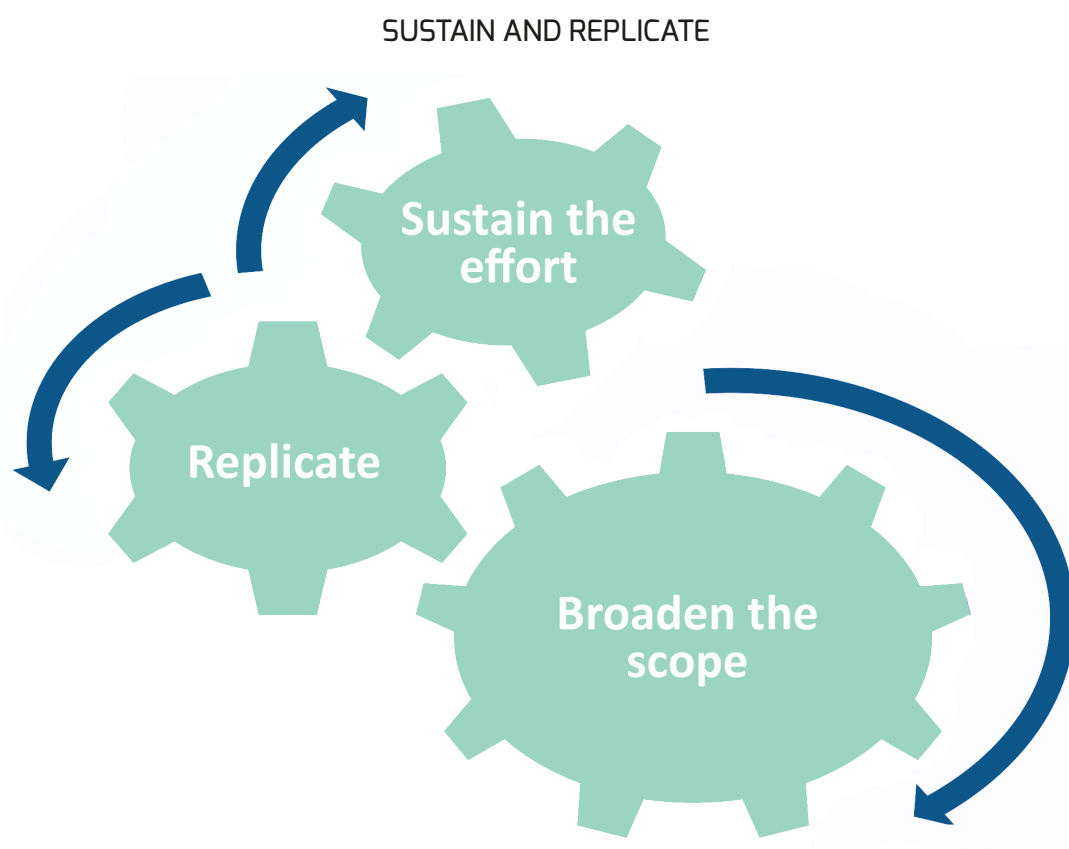 SUSTAIN AND REPLICATE
Sustain the
effort
Replicate
Broaden the
scope